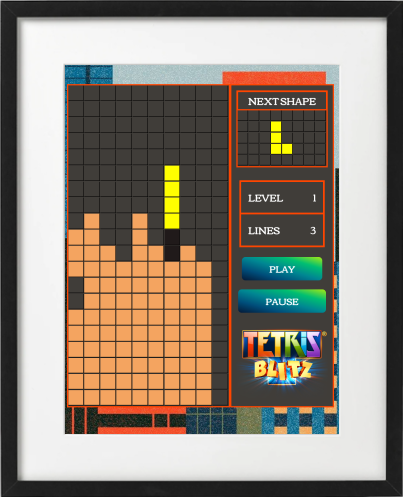 NEXT SHAPE
LEVEL 1
LINES 3
PLAY
PAUSE
TETRIS®
BLITZ